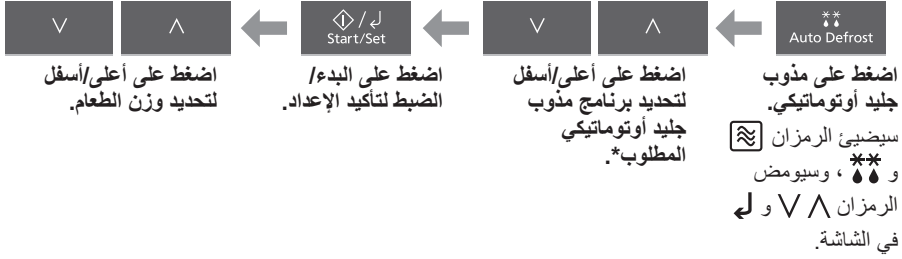 Auto Defrost
Start/Set
اضغط على مذوب
جليد أوتوماتيكي.
سيضيئ الرمزان
و ، وسيومض
الرمزان و
في الشاشة.
اضغط على أعلى/أسفل
لتحديد برنامج مذوب
جليد أوتوماتيكي
المطلوب*.
اضغط على البدء/
الضبط لتأكيد الإعداد.
اضغط على أعلى/أسفل
لتحديد وزن الطعام.